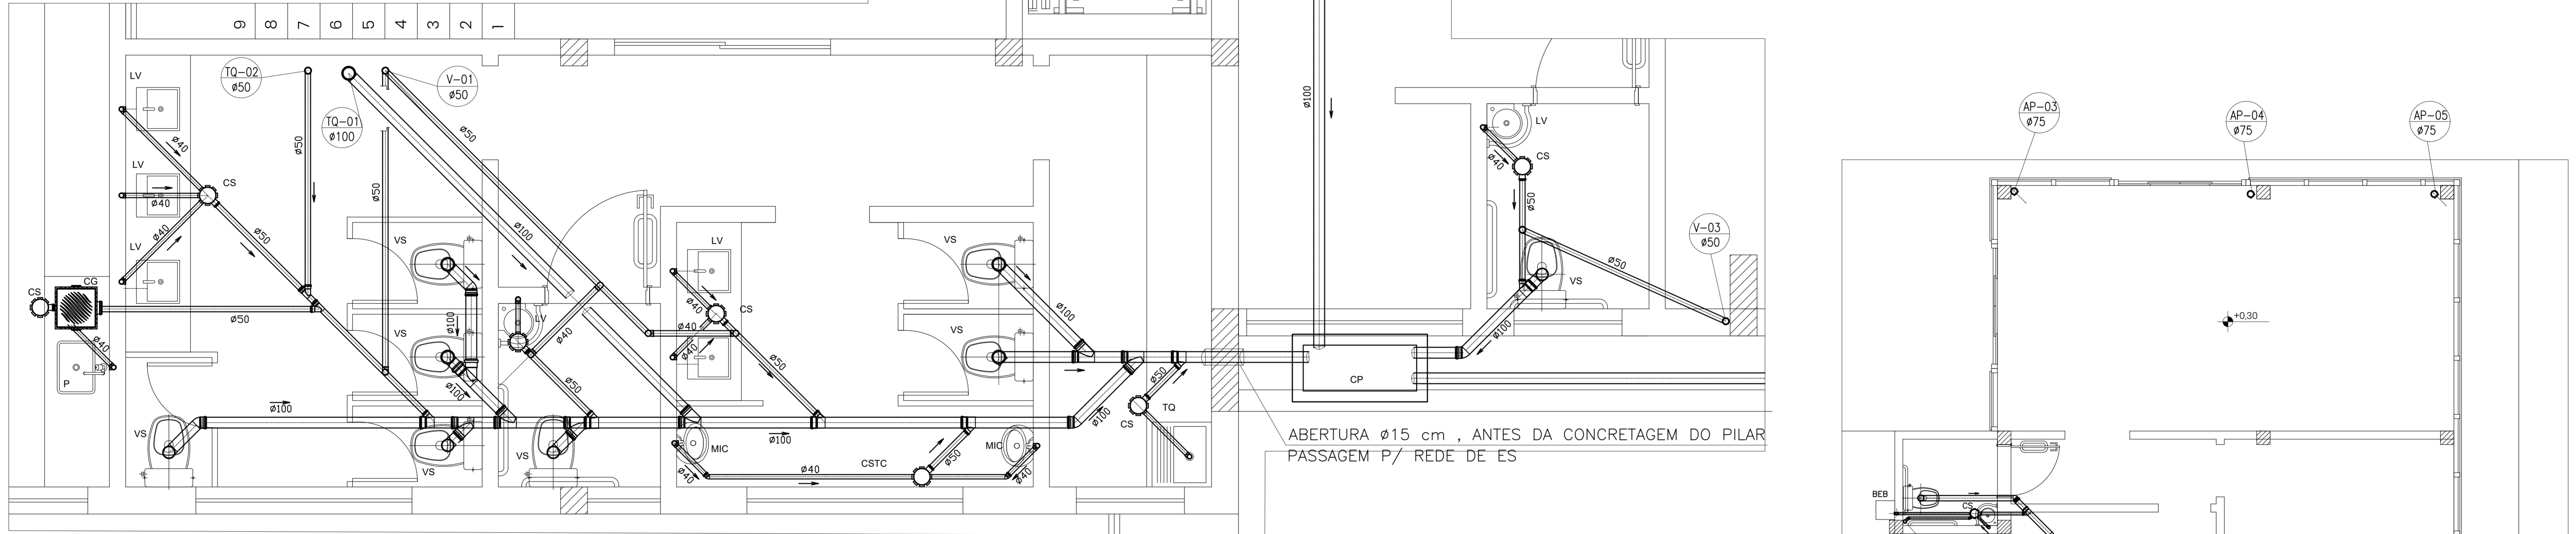 9 8 7 6 5 4 3 2 1
TQ-02
ø50
TQ-01
ø100
V-01
ø50
LV
LV
LV
ø40
ø40
ø40
CS
ø50
ø50
ø50
ø50
ø100
CG
CS
ø50
ø40
P
VS
VS
VS
VS
ø100
ø100
ø100
LV
ø40
ø50
VS
LV
CS
ø40
ø40
ø40
ø50
MIC
ø40
ø40
CSTC
ø50
MIC
ø40
ø100
VS
VS
ø100
ø100
ø50
TQ
CS
ø100
CP
LV
ø40
CS
ø50
VS
ø50
ø100
V-03
ø50
ABERTURA ø15 cm , ANTES DA CONCRETAGEM DO PILAR
PASSAGEM P/ REDE DE ES
AP-03
ø75
AP-04
ø75
AP-05
ø75
+0,30
BEB
CS